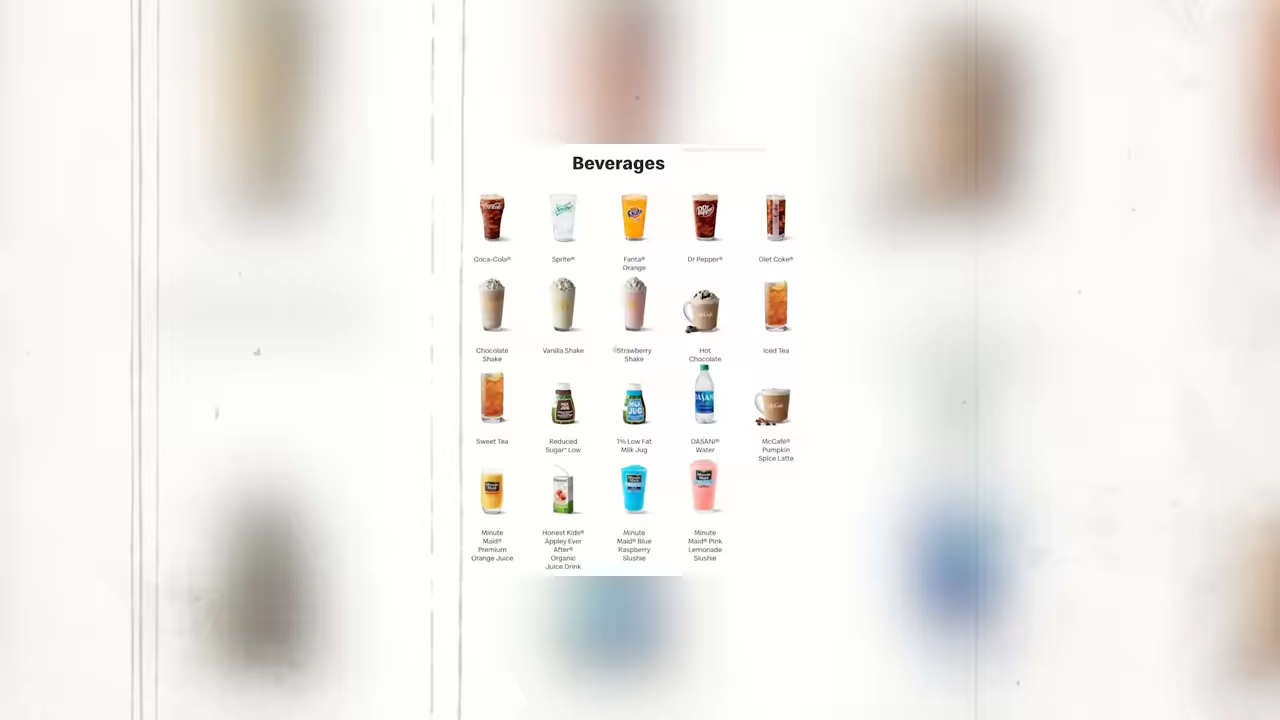 Beverages
Coca-Cola®
Sprite®
Fanta®
Orange
Dr Pepper®
Diet Coke®
Chocolate
Shake
Vanilla Shake
Strawberry
Shake
Hot
Chocolate
Iced Tea
Sweet Tea
Reduced
Sugar* Low
1% Low Fat
Milk Jug
DASANI®
Water
McCafé®
Pumpkin
Spice Latte
Minute
Maid®
Premium
Orange Juice
Honest Kids®
Appley Ever
After®
Organic
Juice Drink
Minute
Maid® Blue
Raspberry
Slushie
Minute
Maid® Pink
Lemonade
Slushie